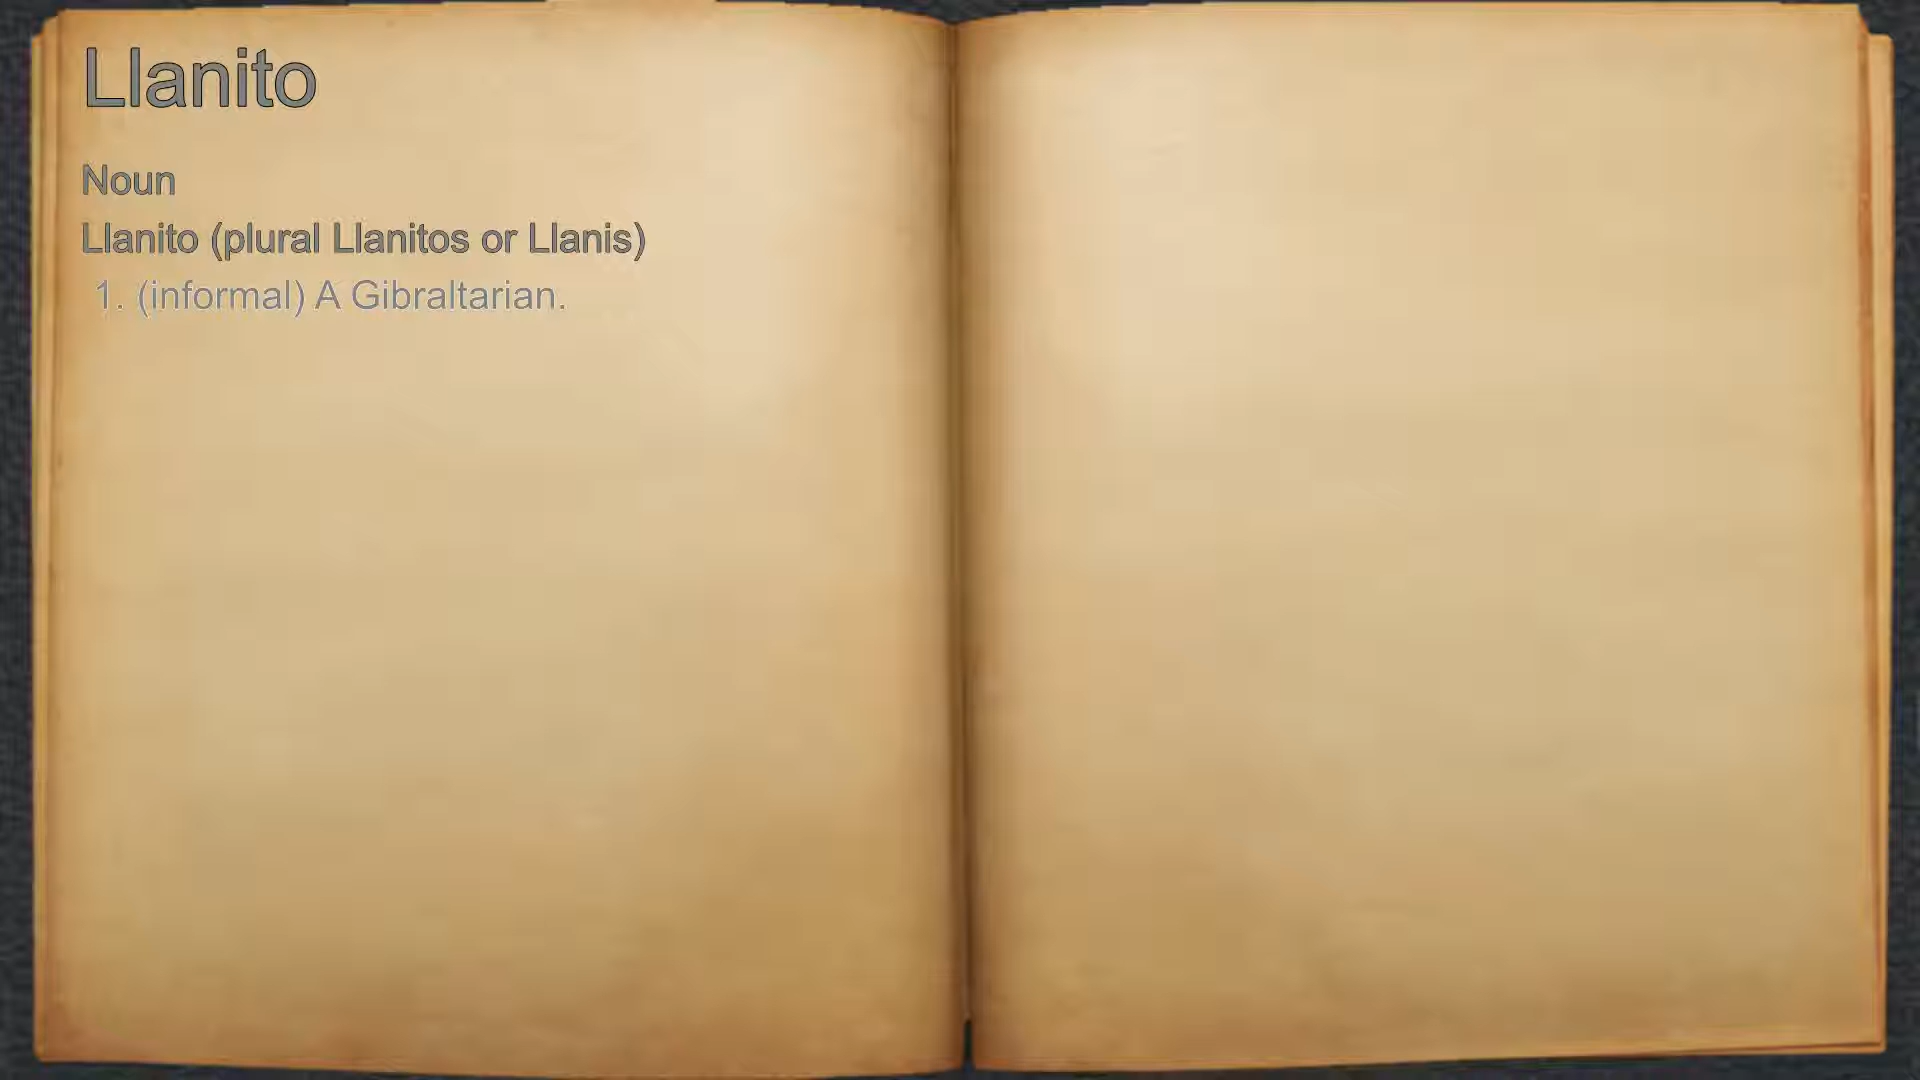 Llanito
Noun
Llanito (plural Llanitos or Llanis)
1. (informal) A Gibraltarian.